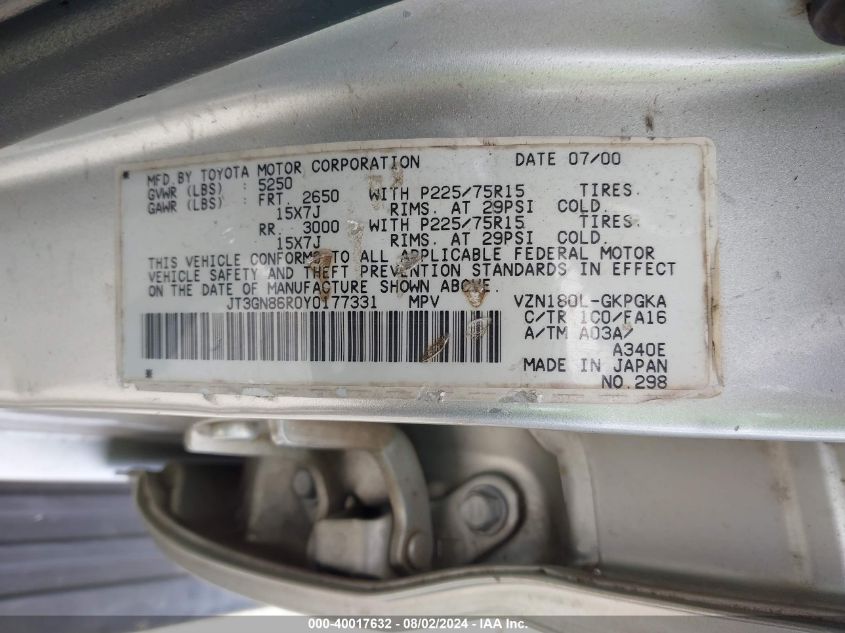 MFD.BY TOYOTA MOTOR CORPORATION DATE 07/00
GVWR (LBS) : 5250
GAWR (LBS) : FRT. 2650 WITH P225/75R15 TIRES.
15X7J RIMS. AT 29PSI COLD.
RR. 3000 WITH P225/75R15 TIRES.
15X7J RIMS. AT 29PSI COLD.
THIS VEHICLE CONFORMS TO ALL APPLICABLE FEDERAL MOTOR
VEHICLE SAFETY AND THEFT PREVENTION STANDARDS IN EFFECT
ON THE DATE OF MANUFACTURE SHOWN ABOVE.
JT3GN86R0Y0177331 MPV VZN180L-GKPGKA
C/TR 1C0/FA16
A/TM A03A/
A340E
MADE IN JAPAN
NO.298
000-40017632 - 08/02/2024 - IAA Inc.